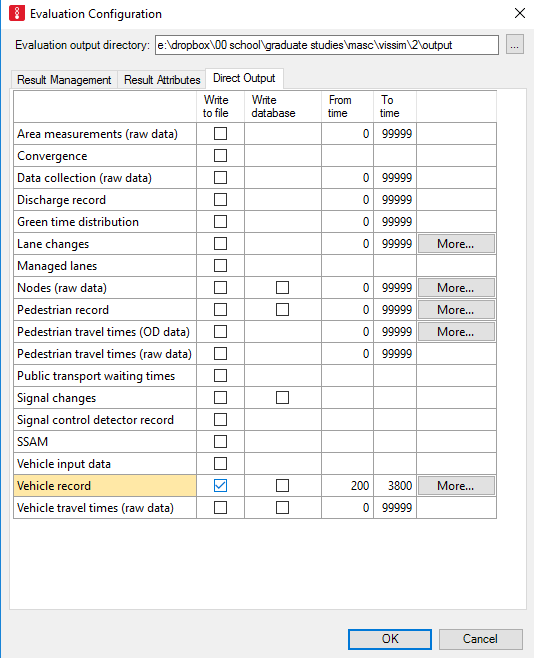 Evaluation Configuration
Evaluation output directory: e:\dropbox\00 school\graduate studies\masc\vissim\2\output ...
Result Management Result Attributes Direct Output
Write to file Write database From time To time
Area measurements (raw data) 0 99999
Convergence
Data collection (raw data) 0 99999
Discharge record 0 99999
Green time distribution 0 99999
Lane changes 0 99999 More...
Managed lanes
Nodes (raw data) 0 99999 More...
Pedestrian record 0 99999 More...
Pedestrian travel times (OD data) 0 99999 More...
Pedestrian travel times (raw data) 0 99999
Public transport waiting times
Signal changes
Signal control detector record
SSAM
Vehicle input data
Vehicle record 200 3800 More...
Vehicle travel times (raw data) 0 99999
OK Cancel